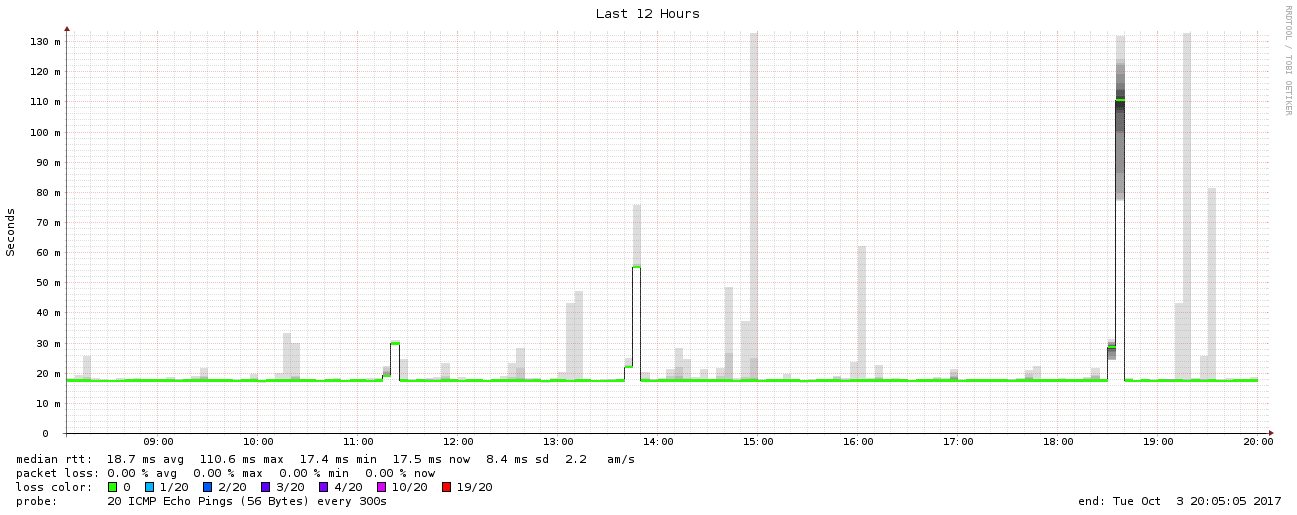 Last 12 Hours
RRDTOOL / TOBI OETIKER
Seconds
130 m
120 m
110 m
100 m
90 m
80 m
70 m
60 m
50 m
40 m
30 m
20 m
10 m
0
09:00 10:00 11:00 12:00 13:00 14:00 15:00 16:00 17:00 18:00 19:00 20:00
median rtt: 18.7 ms avg 110.6 ms max 17.4 ms min 17.5 ms now 8.4 ms sd 2.2 am/s
packet loss: 0.00 % avg 0.00 % max 0.00 % min 0.00 % now
loss color: 0 1/20 2/20 3/20 4/20 10/20 19/20
probe: 20 ICMP Echo Pings (56 Bytes) every 300s end: Tue Oct 3 20:05:05 2017